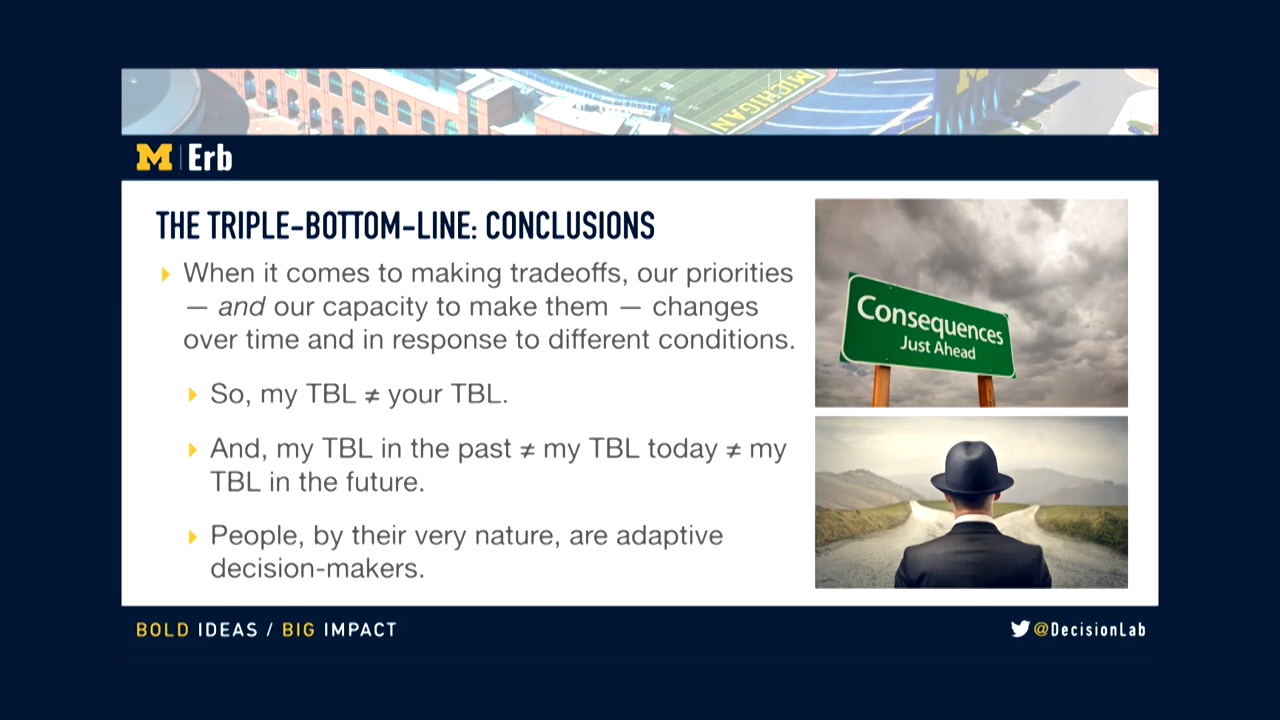 MICHIGAN
M
M | Erb
THE TRIPLE-BOTTOM-LINE: CONCLUSIONS
When it comes to making tradeoffs, our priorities
— and our capacity to make them — changes
over time and in response to different conditions.
So, my TBL ≠ your TBL.
And, my TBL in the past ≠ my TBL today ≠ my
TBL in the future.
People, by their very nature, are adaptive
decision-makers.
Consequences
Just Ahead
BOLD IDEAS / BIG IMPACT
@DecisionLab